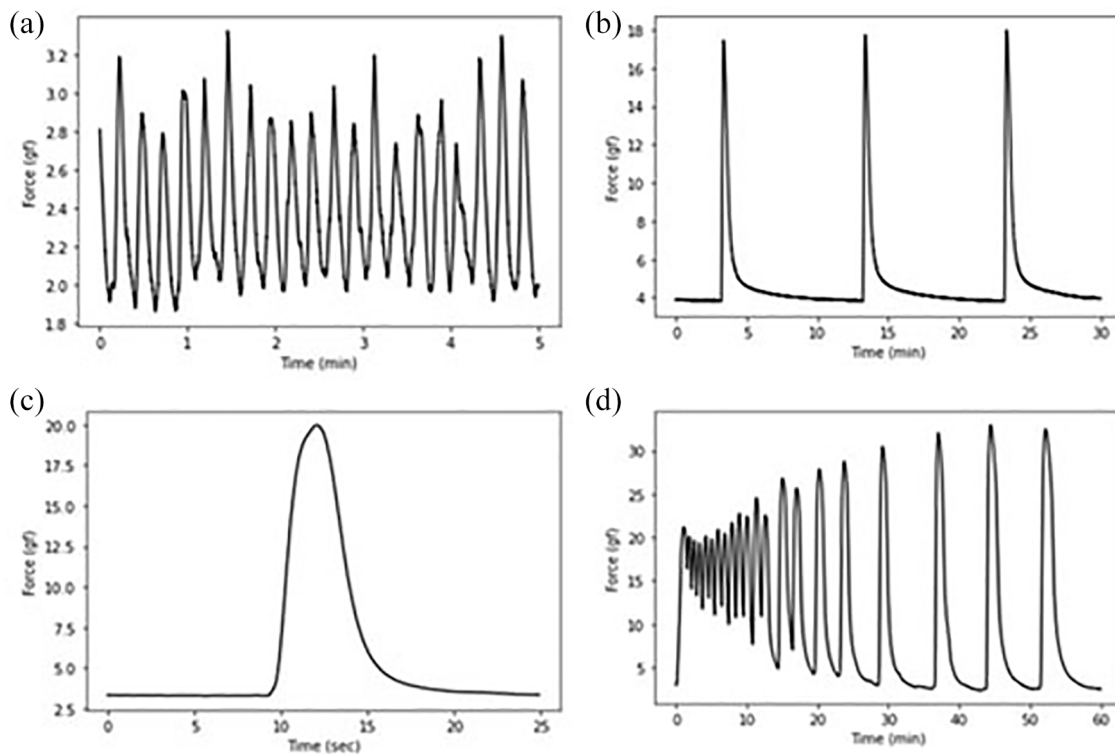 (a)
3.2
3.0
2.8
2.6
2.4
2.2
2.0
1.8
Force (gf)
0 1 2 3 4 5
Time (min)
(b)
18
16
14
12
10
8
6
4
Force (gf)
0 5 10 15 20 25 30
Time (min)
(c)
20.0
17.5
15.0
12.5
10.0
7.5
5.0
2.5
Force (gf)
0 5 10 15 20 25
Time (sec)
(d)
30
25
20
15
10
5
Force (gf)
0 10 20 30 40 50 60
Time (min)